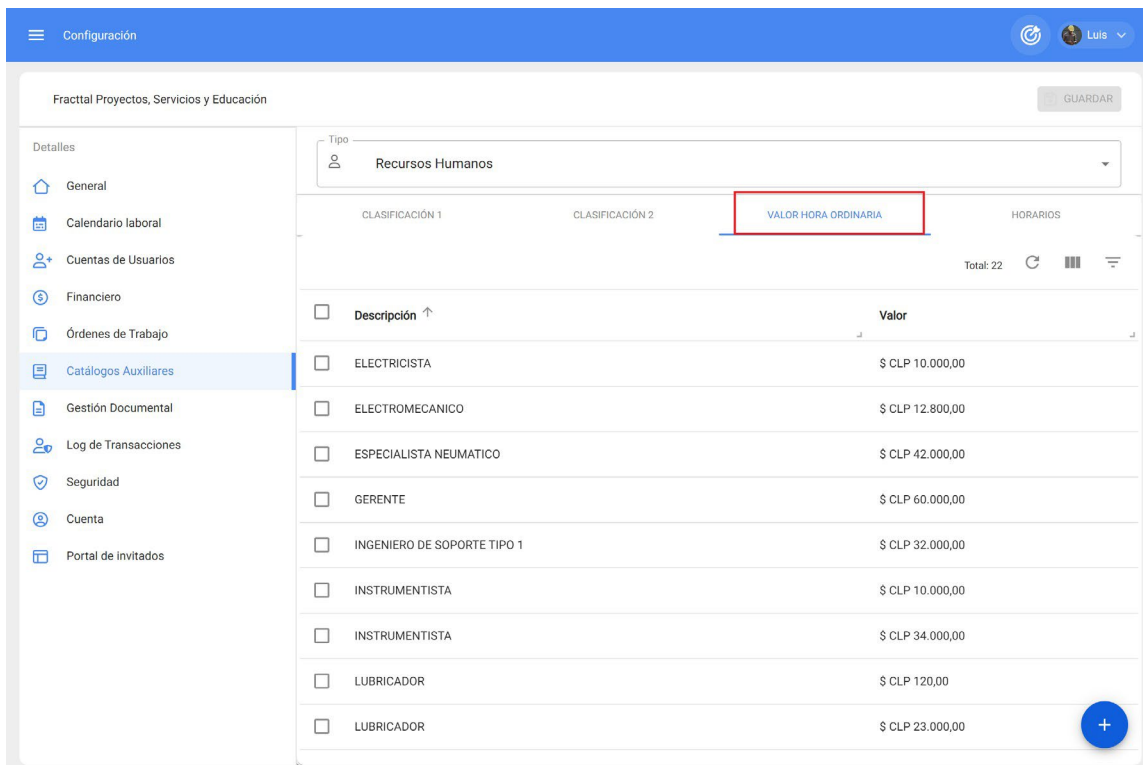 Configuración
Luis
Fracttal Proyectos, Servicios y Educación
GUARDAR
Detalles
General
Calendario laboral
Cuentas de Usuarios
Financiero
Órdenes de Trabajo
Catálogos Auxiliares
Gestión Documental
Log de Transacciones
Seguridad
Cuenta
Portal de invitados
Tipo
Recursos Humanos
CLASIFICACIÓN 1 CLASIFICACIÓN 2 VALOR HORA ORDINARIA HORARIOS
Total: 22
Descripción Valor
ELECTRICISTA $ CLP 10.000,00
ELECTROMECANICO $ CLP 12.800,00
ESPECIALISTA NEUMATICO $ CLP 42.000,00
GERENTE $ CLP 60.000,00
INGENIERO DE SOPORTE TIPO 1 $ CLP 32.000,00
INSTRUMENTISTA $ CLP 10.000,00
INSTRUMENTISTA $ CLP 34.000,00
LUBRICADOR $ CLP 120,00
LUBRICADOR $ CLP 23.000,00